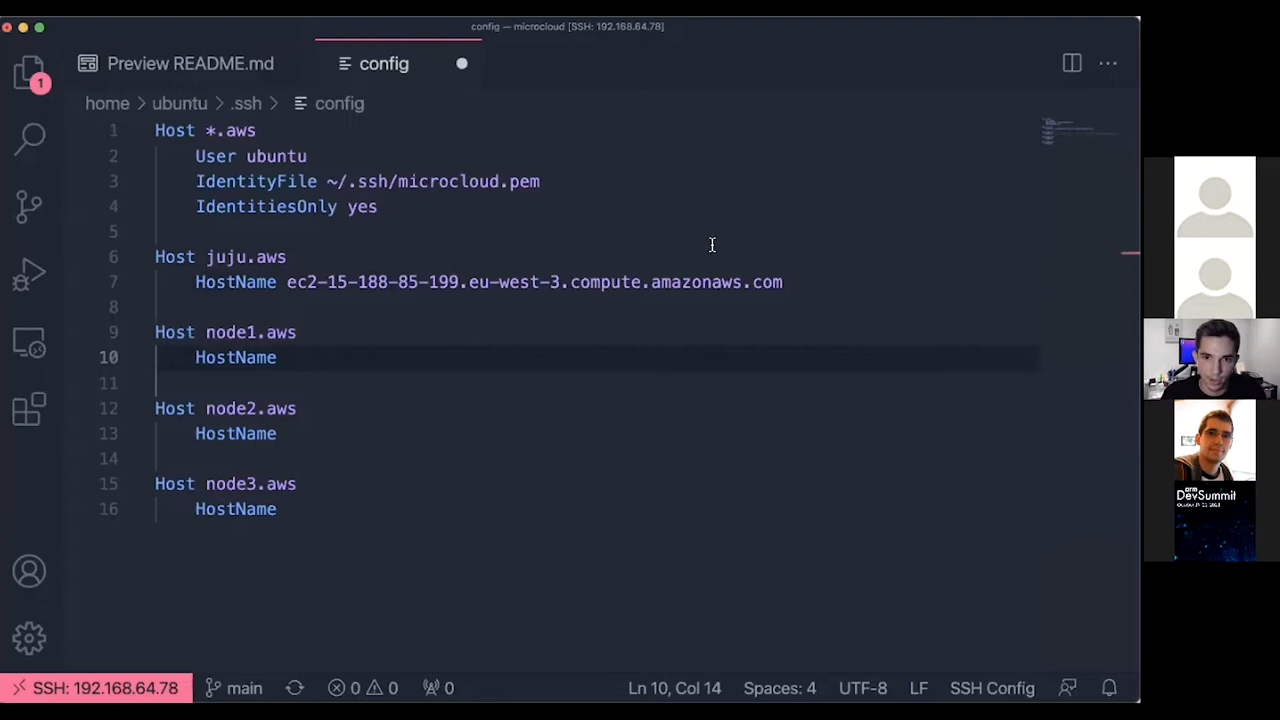 config — microcloud [SSH: 192.168.64.78]
Preview README.md
config
1
home > ubuntu > .ssh > config
1 Host *.aws
2 User ubuntu
3 IdentityFile ~/.ssh/microcloud.pem
4 IdentitiesOnly yes
5
6 Host juju.aws
7 HostName ec2-15-188-85-199.eu-west-3.compute.amazonaws.com
8
9 Host node1.aws
10 HostName
11
12 Host node2.aws
13 HostName
14
15 Host node3.aws
16 HostName
arm
DevSummit
SSH: 192.168.64.78 main 0 0 0 Ln 10, Col 14 Spaces: 4 UTF-8 LF SSH Config